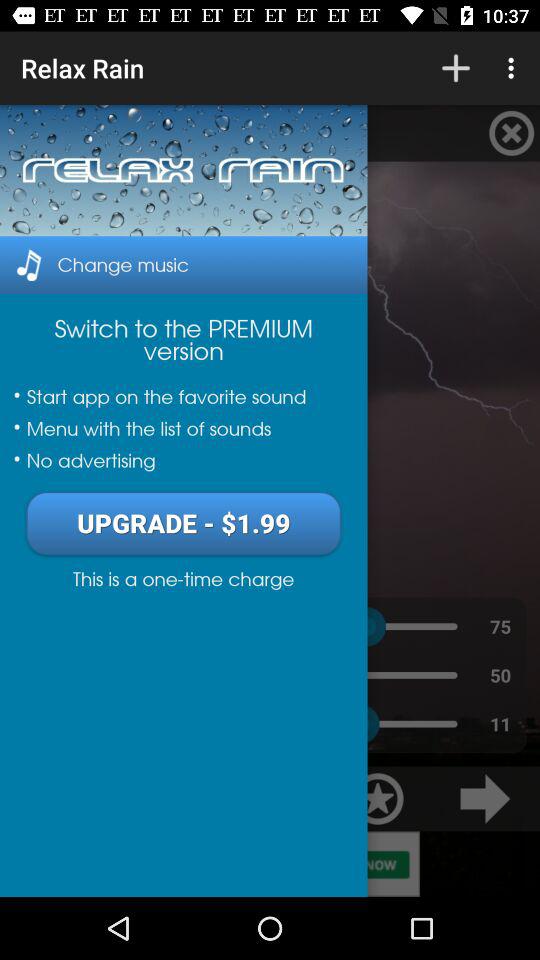 ET ET ET ET ET ET ET ET ET ET ET 10:37
Relax Rain
RELAX RAIN
Change music
Switch to the PREMIUM
version
• Start app on the favorite sound
• Menu with the list of sounds
• No advertising
UPGRADE - $1.99
This is a one-time charge
75
50
11
NOW